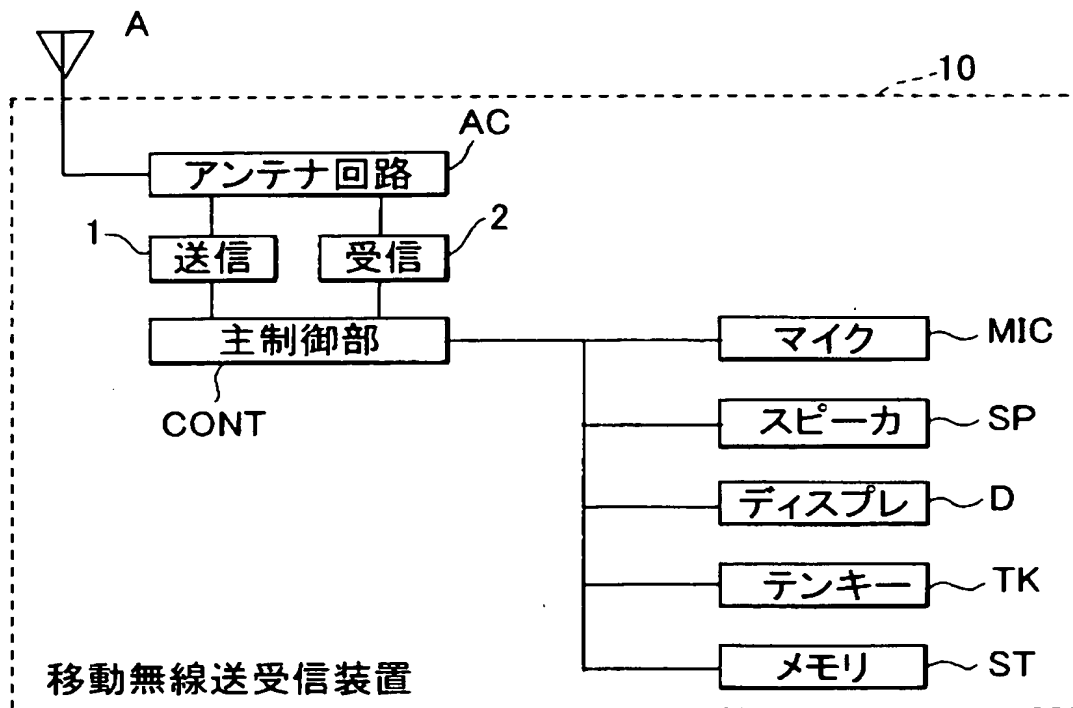 A
10
AC
アンテナ回路
1
送信
受信
2
主制御部
CONT
マイク
MIC
スピーカ
SP
ディスプレ
D
テンキー
TK
メモリ
ST
移動無線送受信装置